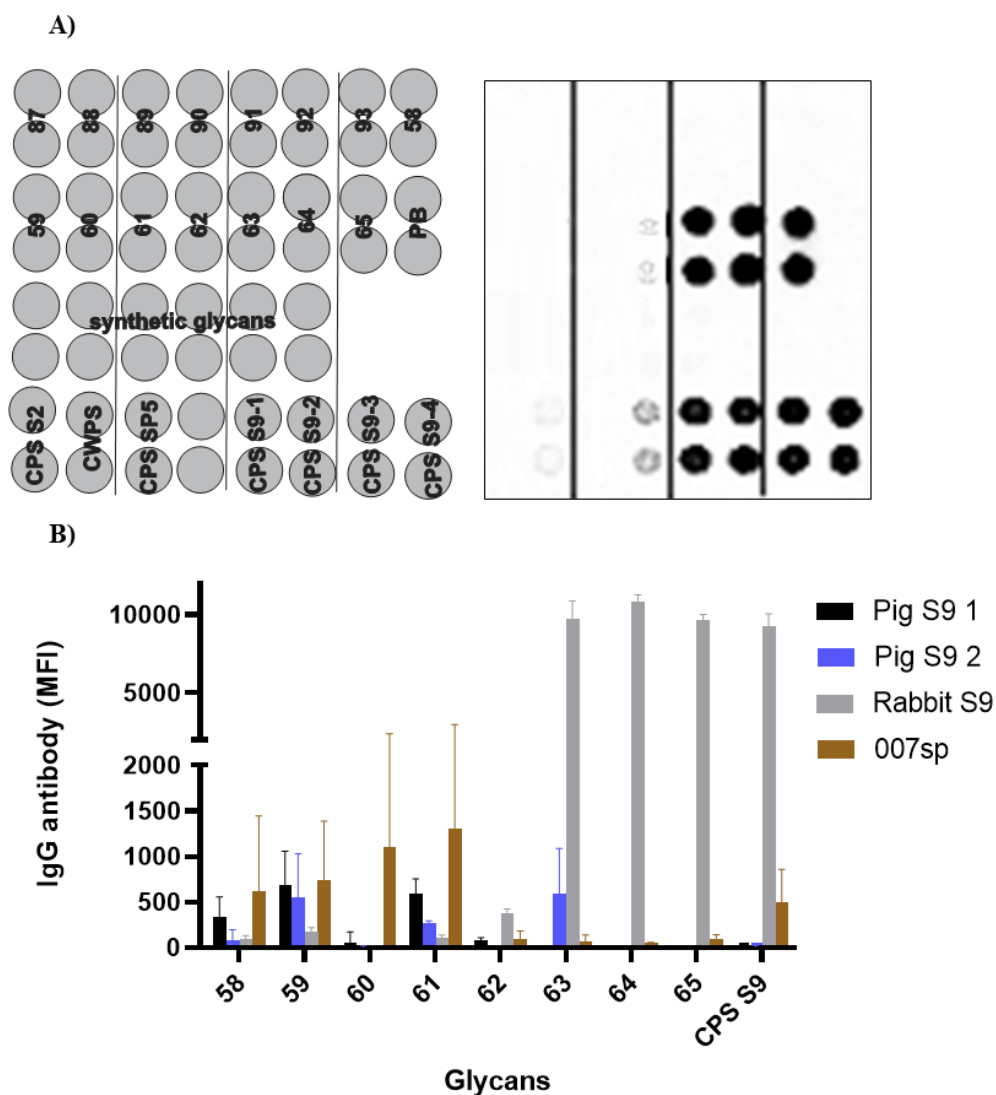 A)
87 88 89 90 91 92 93 58
59 60 61 62 63 64 65 PB
synthetic glycans
CPS S2 CWPS CPS SP5 CPS S9-1 CPS S9-2 CPS S9-3 CPS S9-4
B)
IgG antibody (MFI)
10000
5000
2000
1500
1000
500
0
58 59 60 61 62 63 64 65 CPS S9
Glycans
Pig S9 1
Pig S9 2
Rabbit S9
007sp